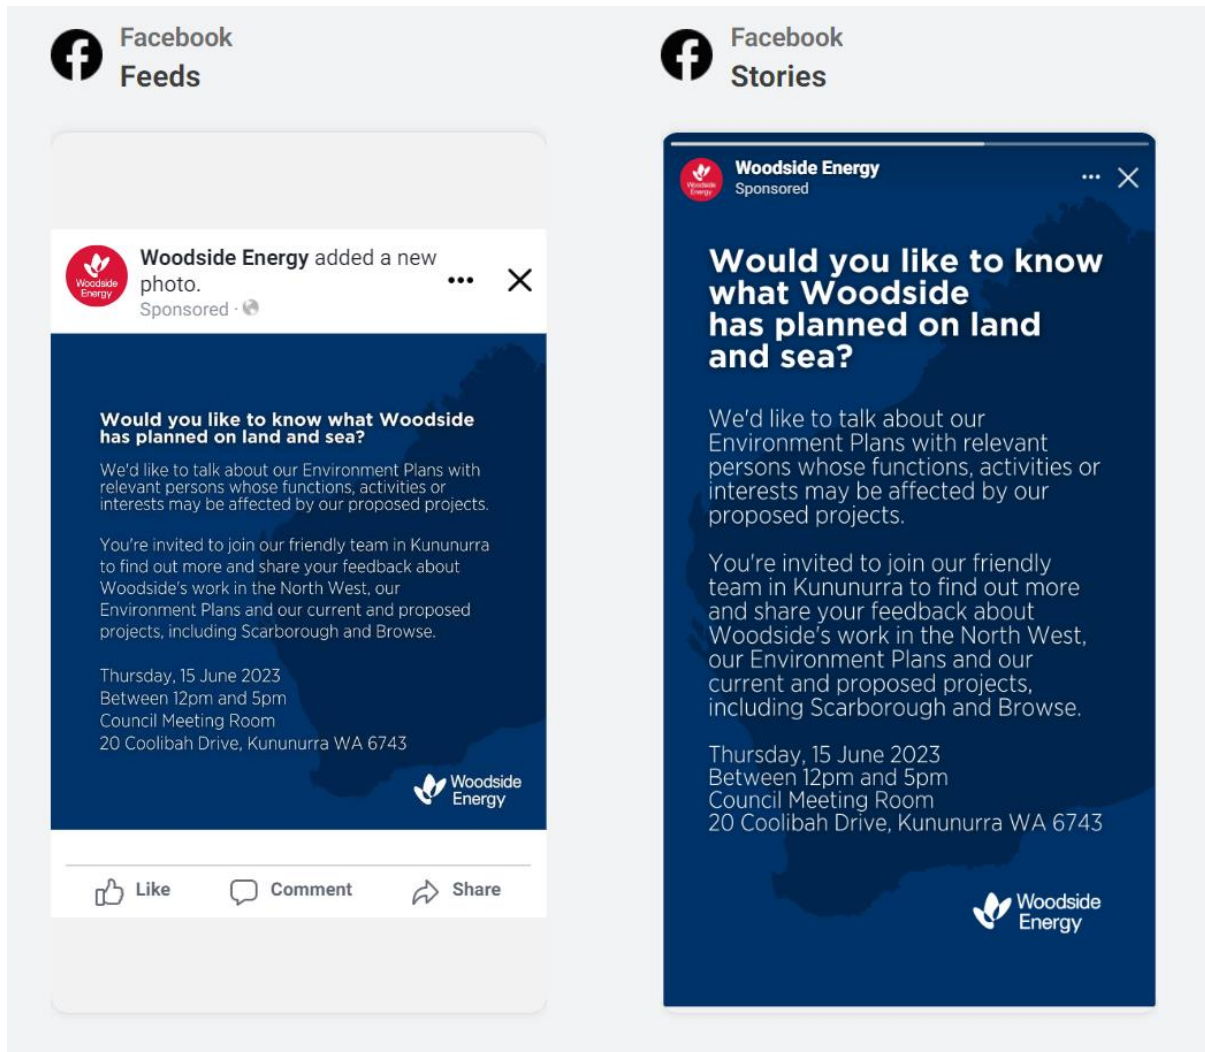 Facebook
Feeds
Woodside
Energy
Woodside Energy added a new
photo.
Sponsored ·
Would you like to know what Woodside
has planned on land and sea?
We'd like to talk about our Environment Plans with
relevant persons whose functions, activities or
interests may be affected by our proposed projects.
You're invited to join our friendly team in Kununurra
to find out more and share your feedback about
Woodside's work in the North West, our
Environment Plans and our current and proposed
projects, including Scarborough and Browse.
Thursday, 15 June 2023
Between 12pm and 5pm
Council Meeting Room
20 Coolibah Drive, Kununurra WA 6743
Woodside
Energy
Like
Comment
Share
Facebook
Stories
Woodside
Energy
Woodside Energy
Sponsored
Would you like to know
what Woodside
has planned on land
and sea?
We'd like to talk about our
Environment Plans with relevant
persons whose functions, activities or
interests may be affected by our
proposed projects.
You're invited to join our friendly
team in Kununurra to find out more
and share your feedback about
Woodside's work in the North West,
our Environment Plans and our
current and proposed projects,
including Scarborough and Browse.
Thursday, 15 June 2023
Between 12pm and 5pm
Council Meeting Room
20 Coolibah Drive, Kununurra WA 6743
Woodside
Energy